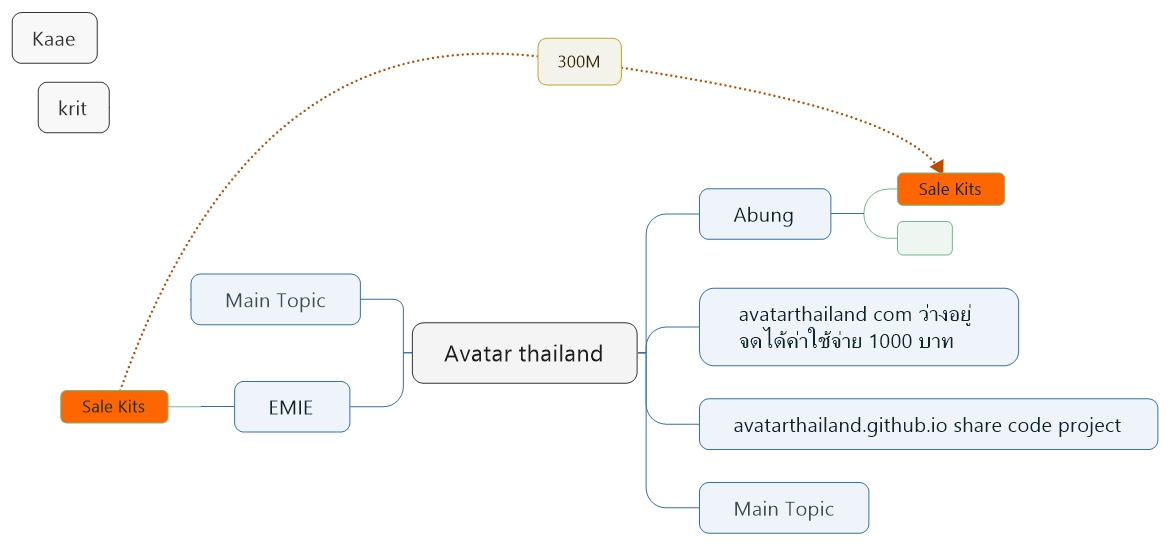 Kaae
300M
krit
Sale Kits
Abung
Main Topic
avatarthailand com ว่างอยู่
จดได้ค่าใช้จ่าย 1000 บาท
Avatar thailand
Sale Kits
EMIE
avatarthailand.github.io share code project
Main Topic